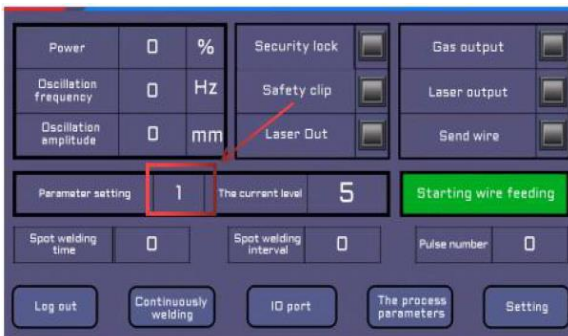 Power 0 % Security lock Gas output
Oscillation
frequency 0 Hz Safety clip Laser output
Oscillation
amplitude 0 mm Laser Out Send wire
Parameter setting 1 The current level 5 Starting wire feeding
Spot welding
time 0 Spot welding
interval 0 Pulse number 0
Log out Continuously
welding IO port The process
parameters Setting